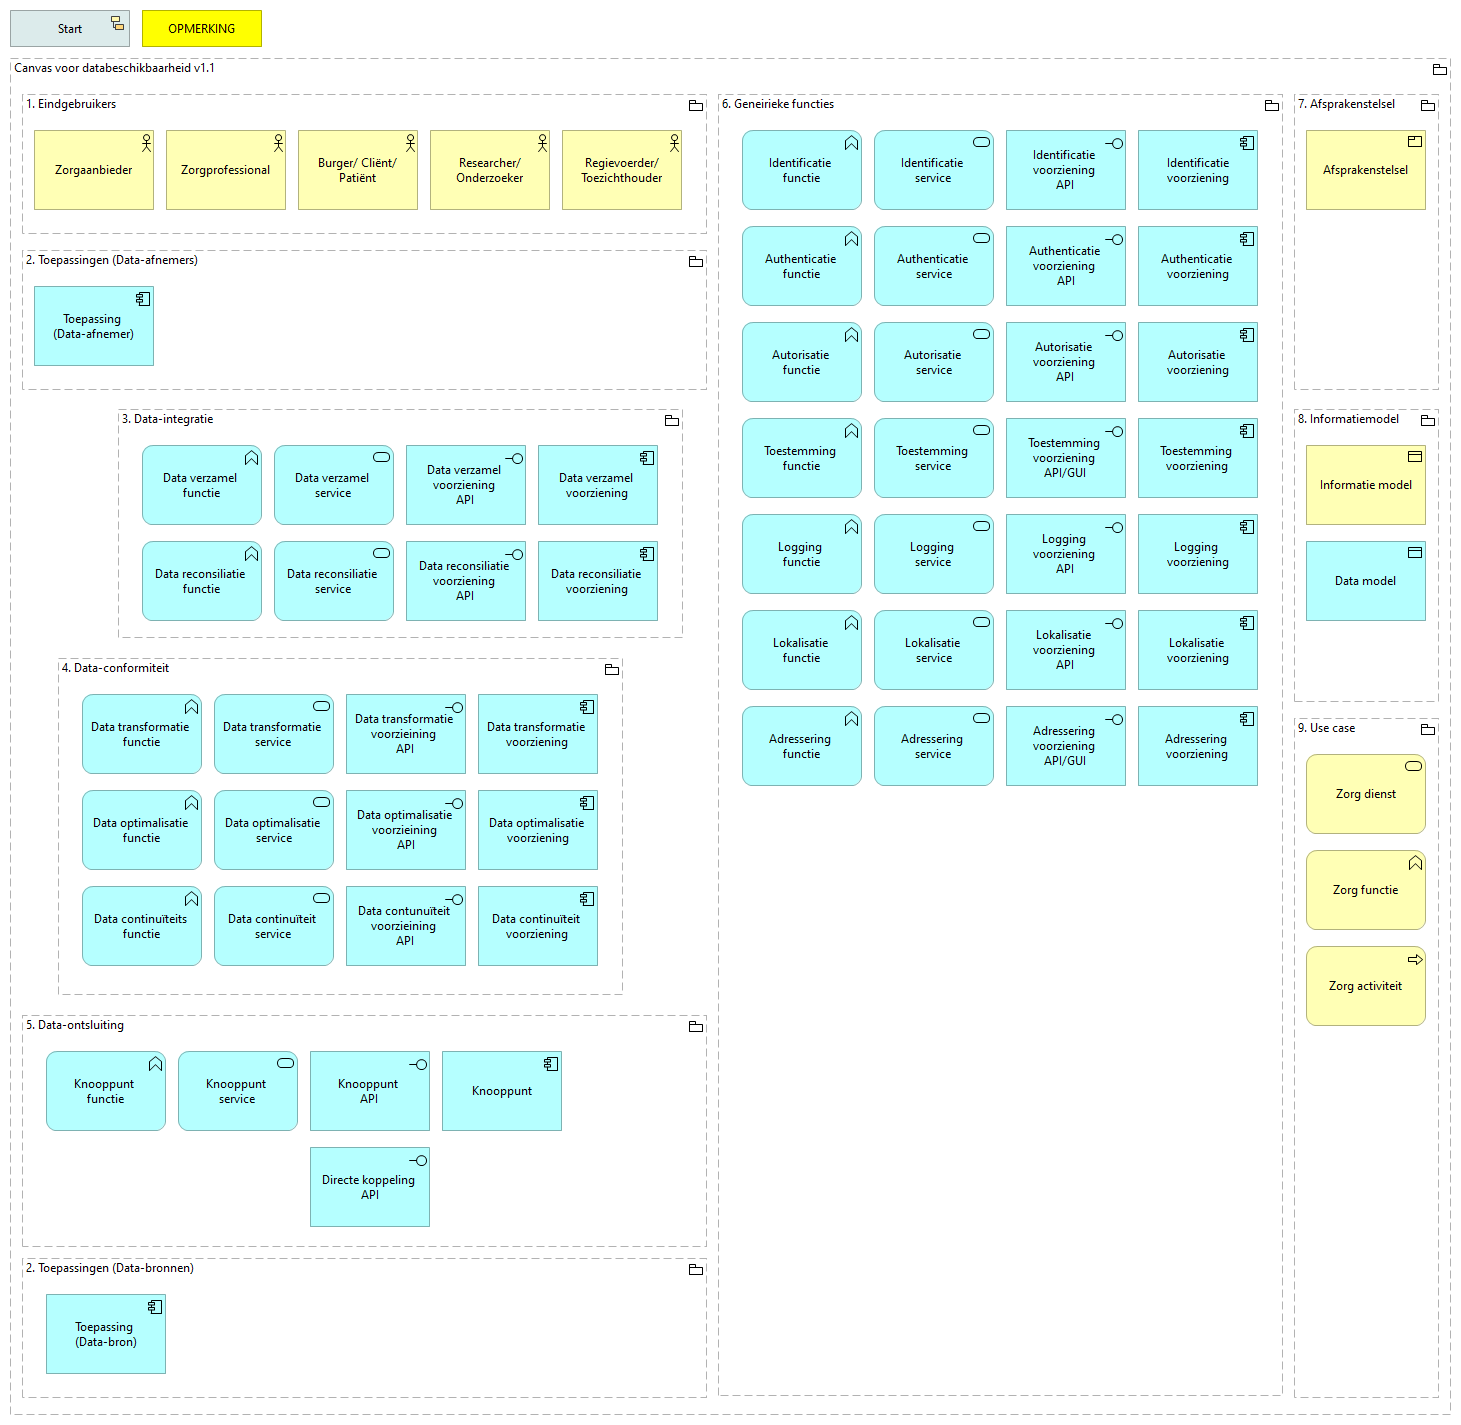 Start
OPMERKING
Canvas voor databeschikbaarheid v1.1
1. Eindgebruikers
Zorgaanbieder
Zorgprofessional
Burger/ Cliënt/
Patiënt
Researcher/
Onderzoeker
Regievoerder/
Toezichthouder
2. Toepassingen (Data-afnemers)
Toepassing
(Data-afnemer)
3. Data-integratie
Data verzamel
functie
Data verzamel
service
Data verzamel
voorziening
API
Data verzamel
voorziening
Data reconsiliatie
functie
Data reconsiliatie
service
Data reconsiliatie
voorziening
API
Data reconsiliatie
voorziening
4. Data-conformiteit
Data transformatie
functie
Data transformatie
service
Data transformatie
voorzieining
API
Data transformatie
voorziening
Data optimalisatie
functie
Data optimalisatie
service
Data optimalisatie
voorzieining
API
Data optimalisatie
voorziening
Data continuïteits
functie
Data continuïteit
service
Data contunuïteit
voorzieining
API
Data continuïteit
voorziening
5. Data-ontsluiting
Knooppunt
functie
Knooppunt
service
Knooppunt
API
Knooppunt
Directe koppeling
API
2. Toepassingen (Data-bronnen)
Toepassing
(Data-bron)
6. Geneirieke functies
Identificatie
functie
Identificatie
service
Identificatie
voorziening
API
Identificatie
voorziening
Authenticatie
functie
Authenticatie
service
Authenticatie
voorziening
API
Authenticatie
voorziening
Autorisatie
functie
Autorisatie
service
Autorisatie
voorziening
API
Autorisatie
voorziening
Toestemming
functie
Toestemming
service
Toestemming
voorziening
API/GUI
Toestemming
voorziening
Logging
functie
Logging
service
Logging
voorziening
API
Logging
voorziening
Lokalisatie
functie
Lokalisatie
service
Lokalisatie
voorziening
API
Lokalisatie
voorziening
Adressering
functie
Adressering
service
Adressering
voorziening
API/GUI
Adressering
voorziening
7. Afsprakenstelsel
Afsprakenstelsel
8. Informatiemodel
Informatie model
Data model
9. Use case
Zorg dienst
Zorg functie
Zorg activiteit